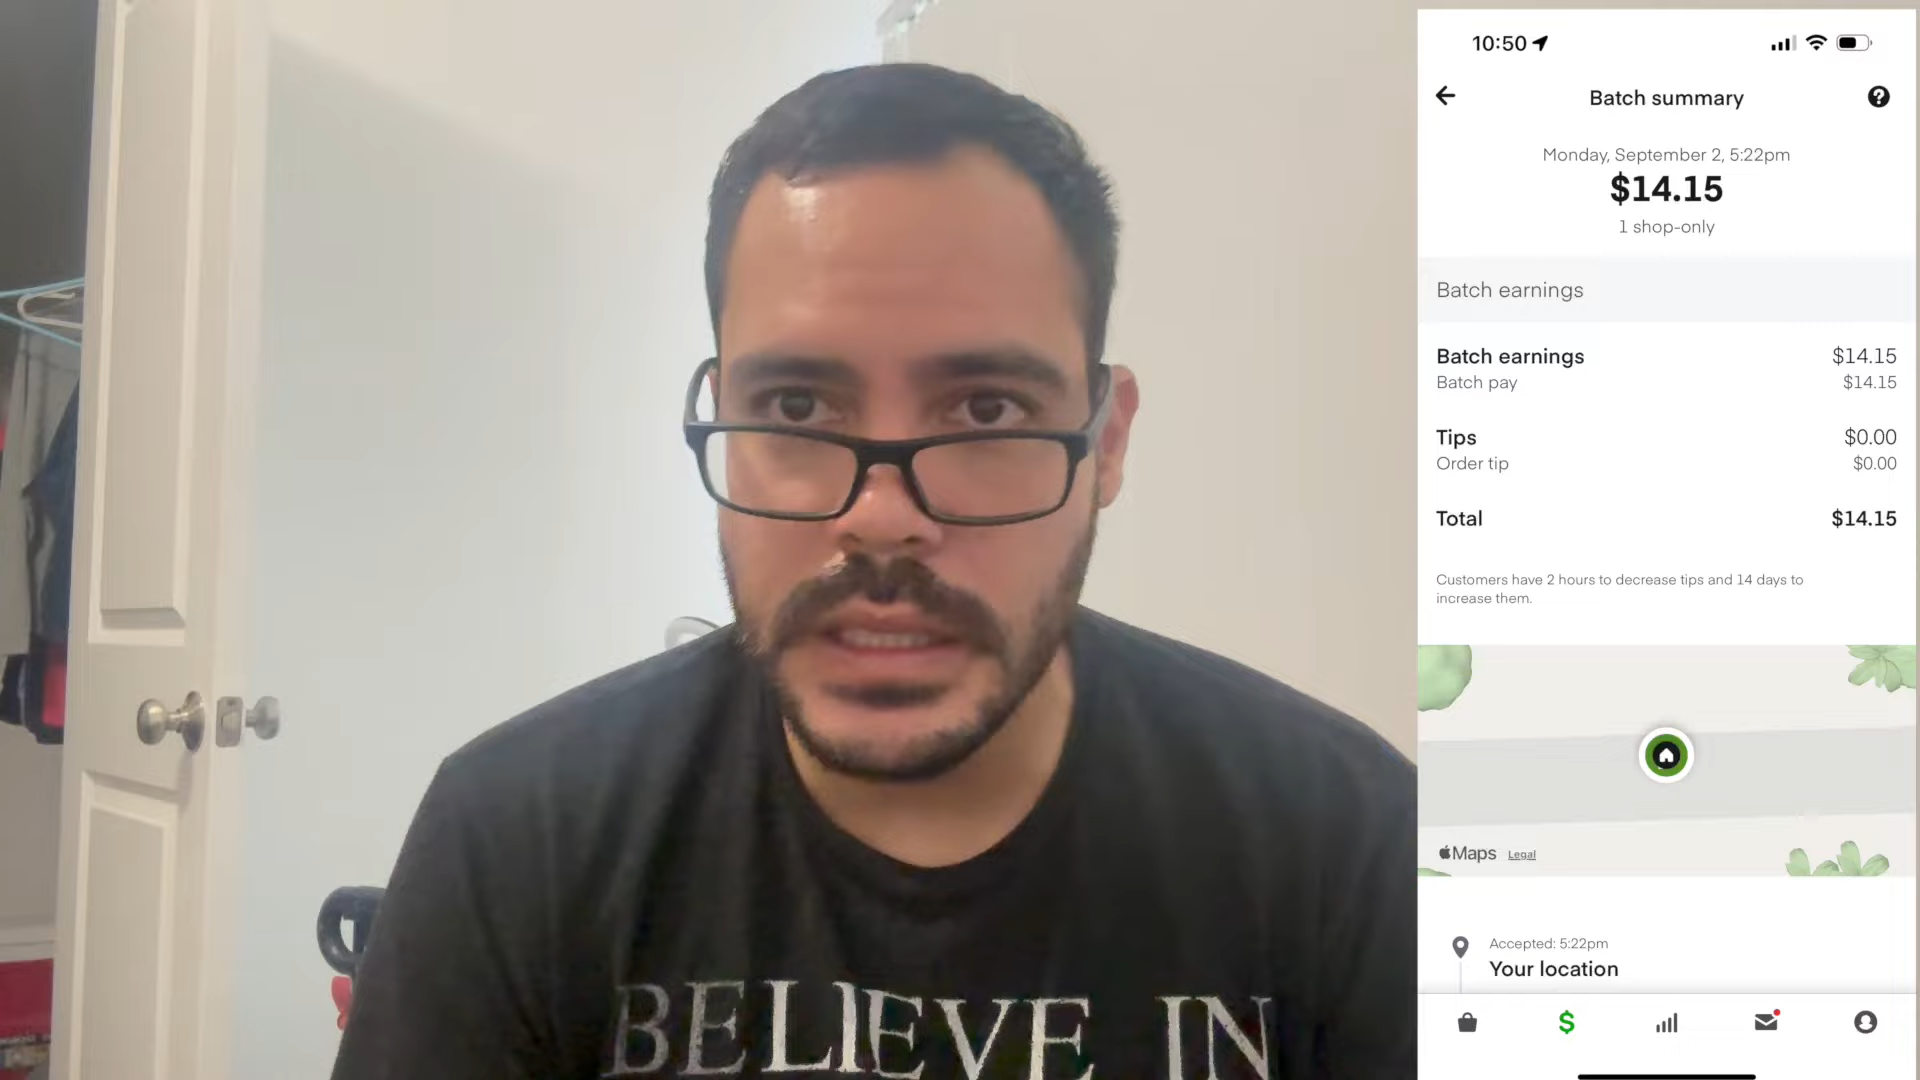 BELIEVE IN
10:50
Batch summary
Monday, September 2, 5:22pm
$14.15
1 shop-only
Batch earnings
Batch earnings $14.15
Batch pay $14.15
Tips $0.00
Order tip $0.00
Total $14.15
Customers have 2 hours to decrease tips and 14 days to
increase them.
Maps Legal
Accepted: 5:22pm
Your location